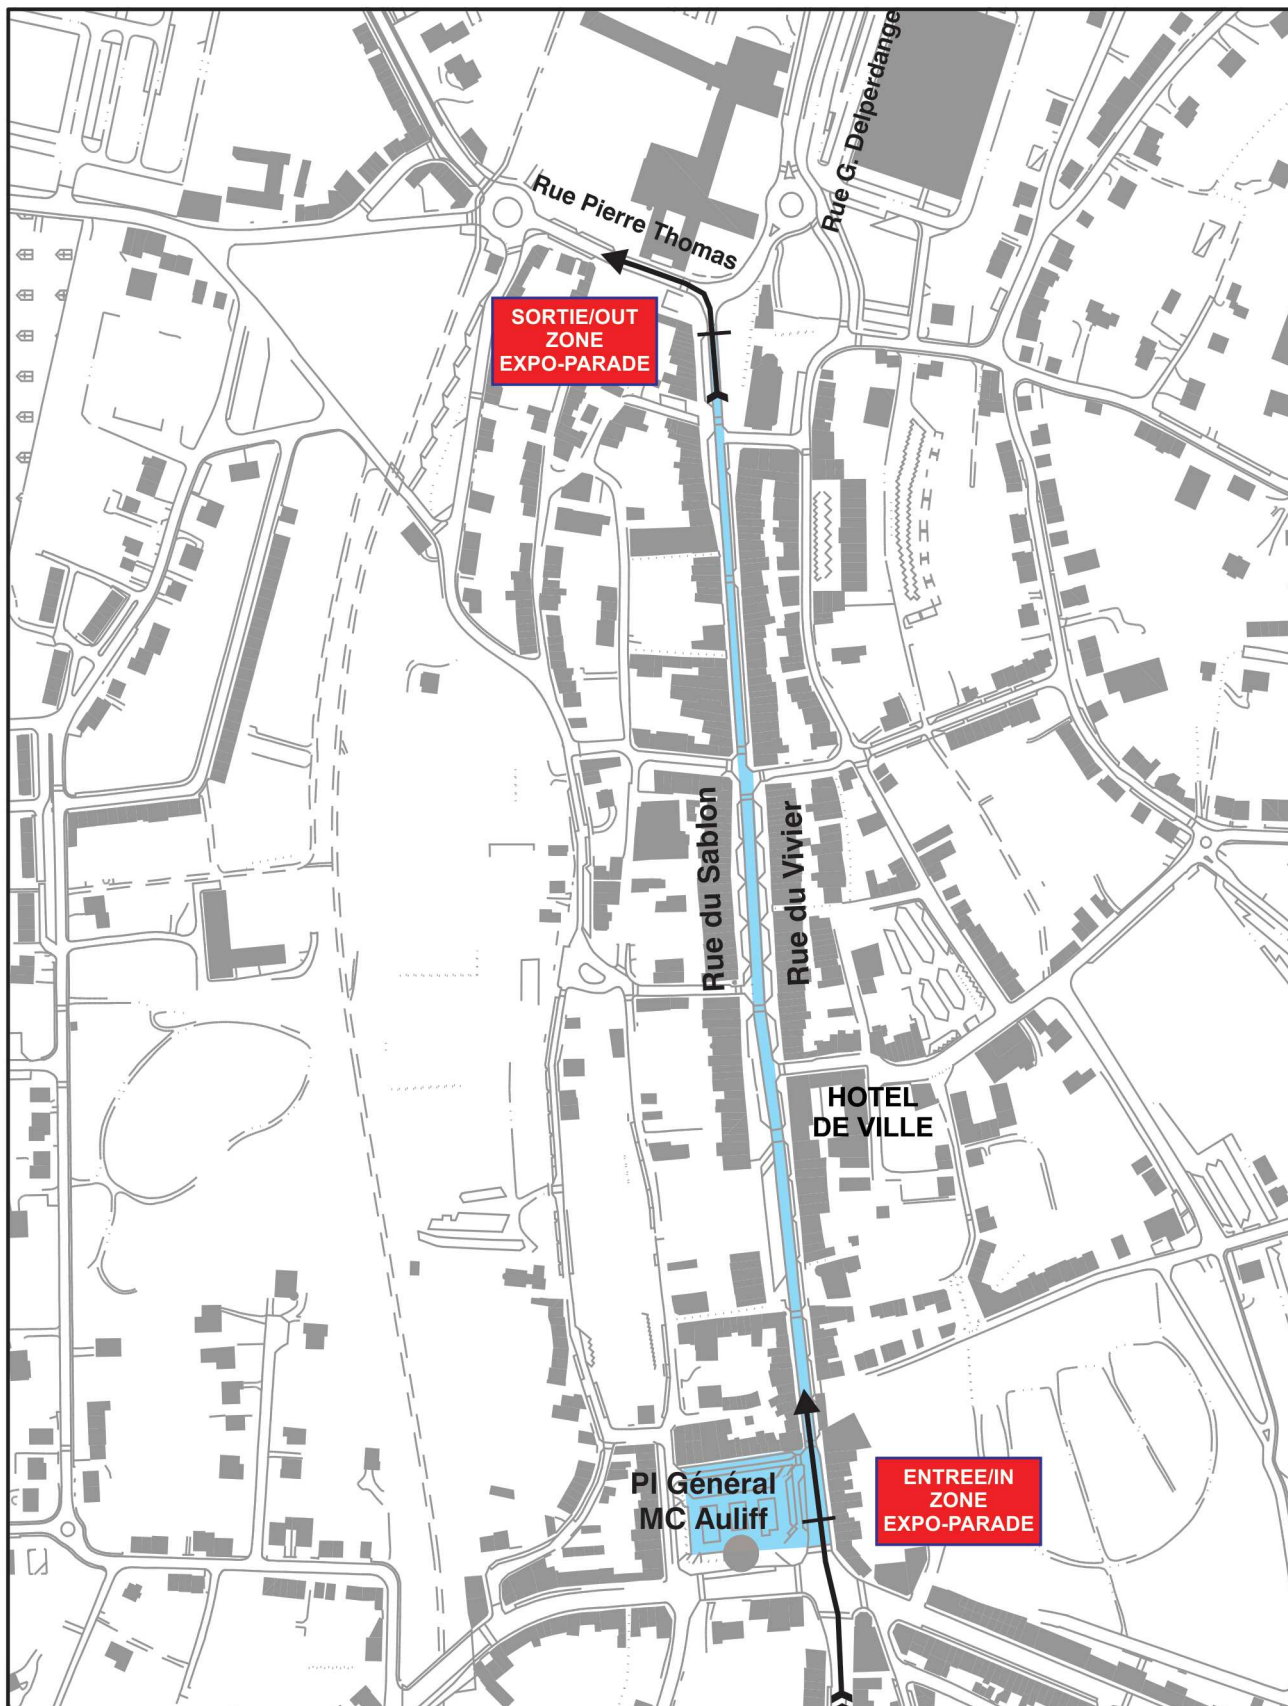 Rue G. Delperdange
Rue Pierre Thomas
SORTIE/OUT
ZONE
EXPO-PARADE
Rue du Sablon
Rue du Vivier
HOTEL
DE VILLE
Pl Général
MC Auliff
ENTREE/IN
ZONE
EXPO-PARADE